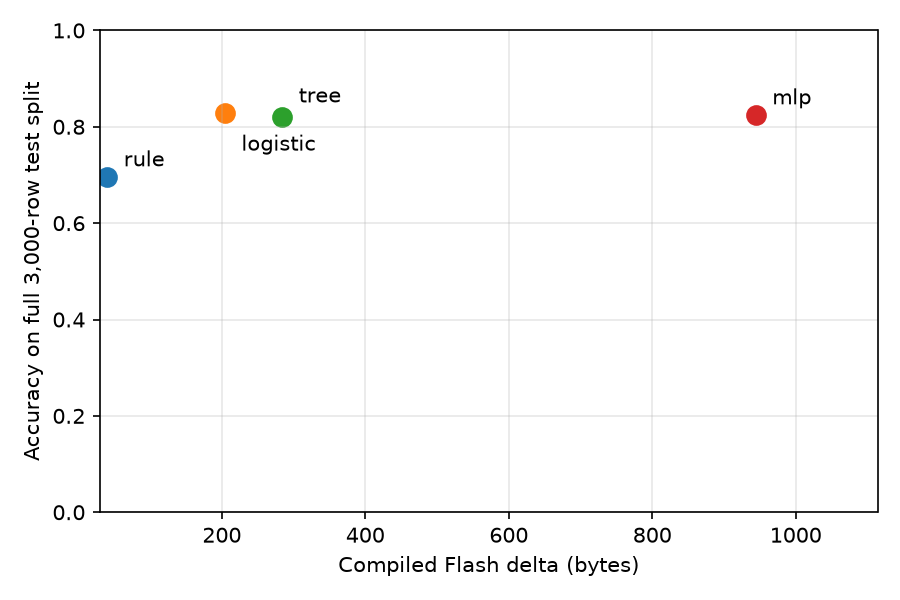 1.0
0.8
0.6
0.4
0.2
0.0
Accuracy on full 3,000-row test split
rule
logistic
tree
mlp
200 400 600 800 1000
Compiled Flash delta (bytes)